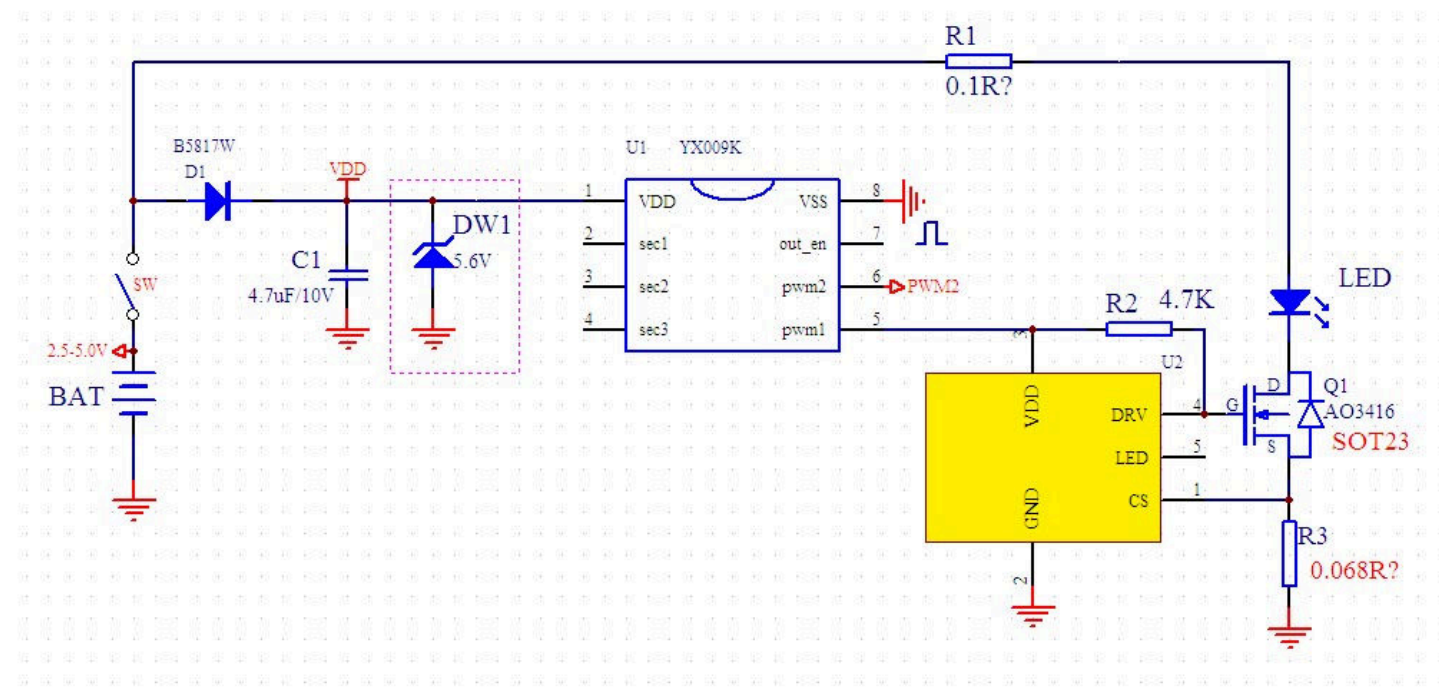 R1
0.1R?
B5817W
D1
VDD
U1 YX009K
1 VDD VSS 8
2 sec1 out_en 7
3 sec2 pwm2 6 PWM2
4 sec3 pwm1 5
DW1
5.6V
C1
4.7uF/10V
SW
2.5-5.0V
BAT
R2 4.7K
LED
U2
3
VDD
DRV 4
LED 5
CS 1
GND
2
G
D
S
Q1
AO3416
SOT23
R3
0.068R?